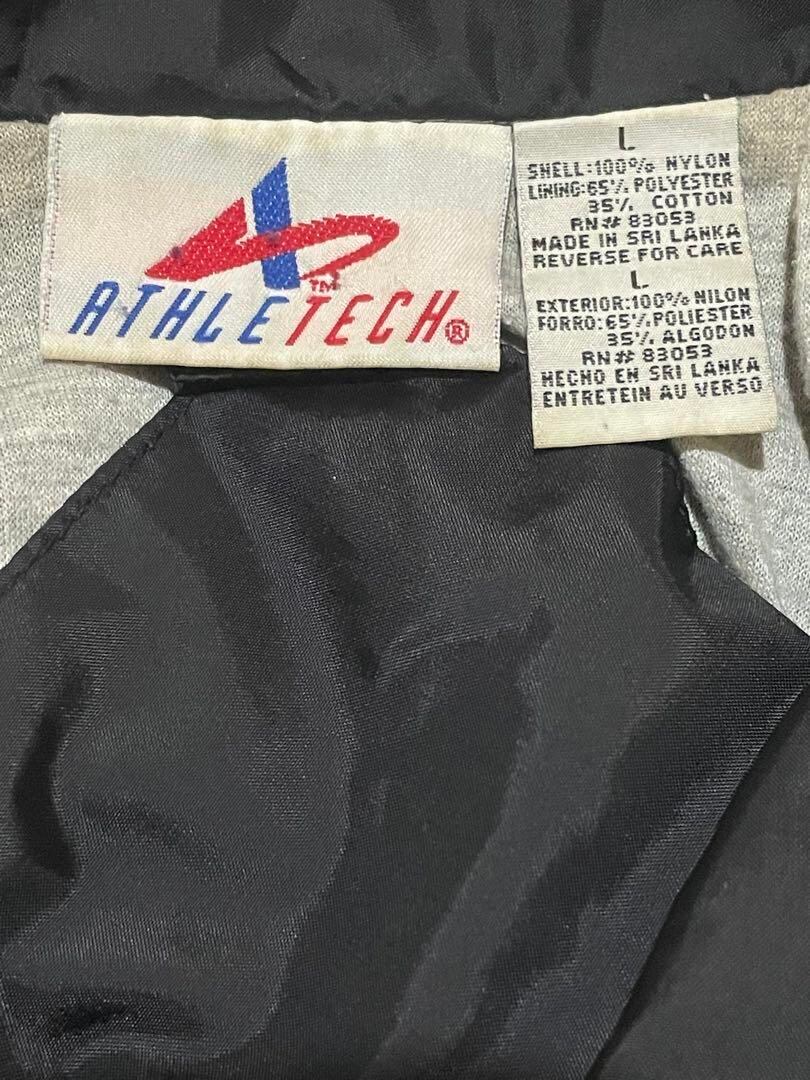 ATHLETECH®
TM
L
SHELL:100% NYLON
LINING:65% POLYESTER
35% COTTON
RN# 83053
MADE IN SRI LANKA
REVERSE FOR CARE
L
EXTERIOR:100% NILON
FORRO:65% POLIESTER
35% ALGODON
RN# 83053
HECHO EN SRI LANKA
ENTRETEIN AU VERSO